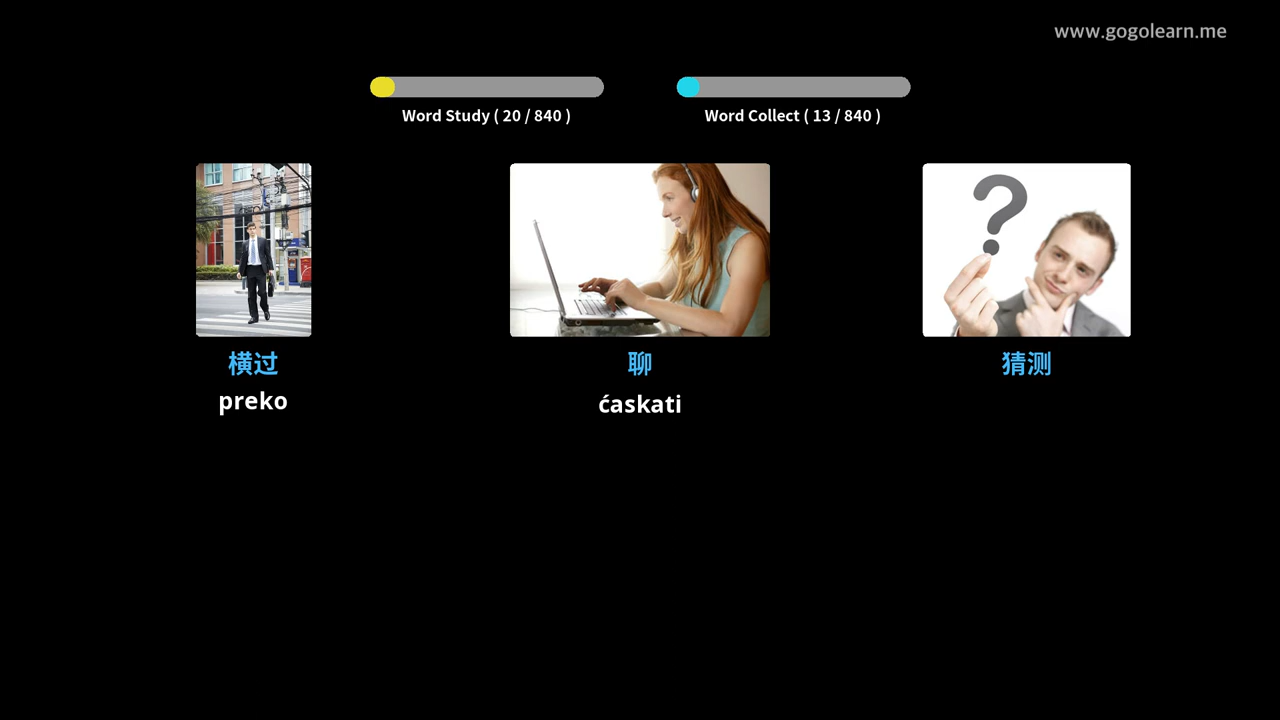 www.gogolearn.me
Word Study ( 20 / 840 )
Word Collect ( 13 / 840 )
横过
聊
猜测
preko
ćaskati